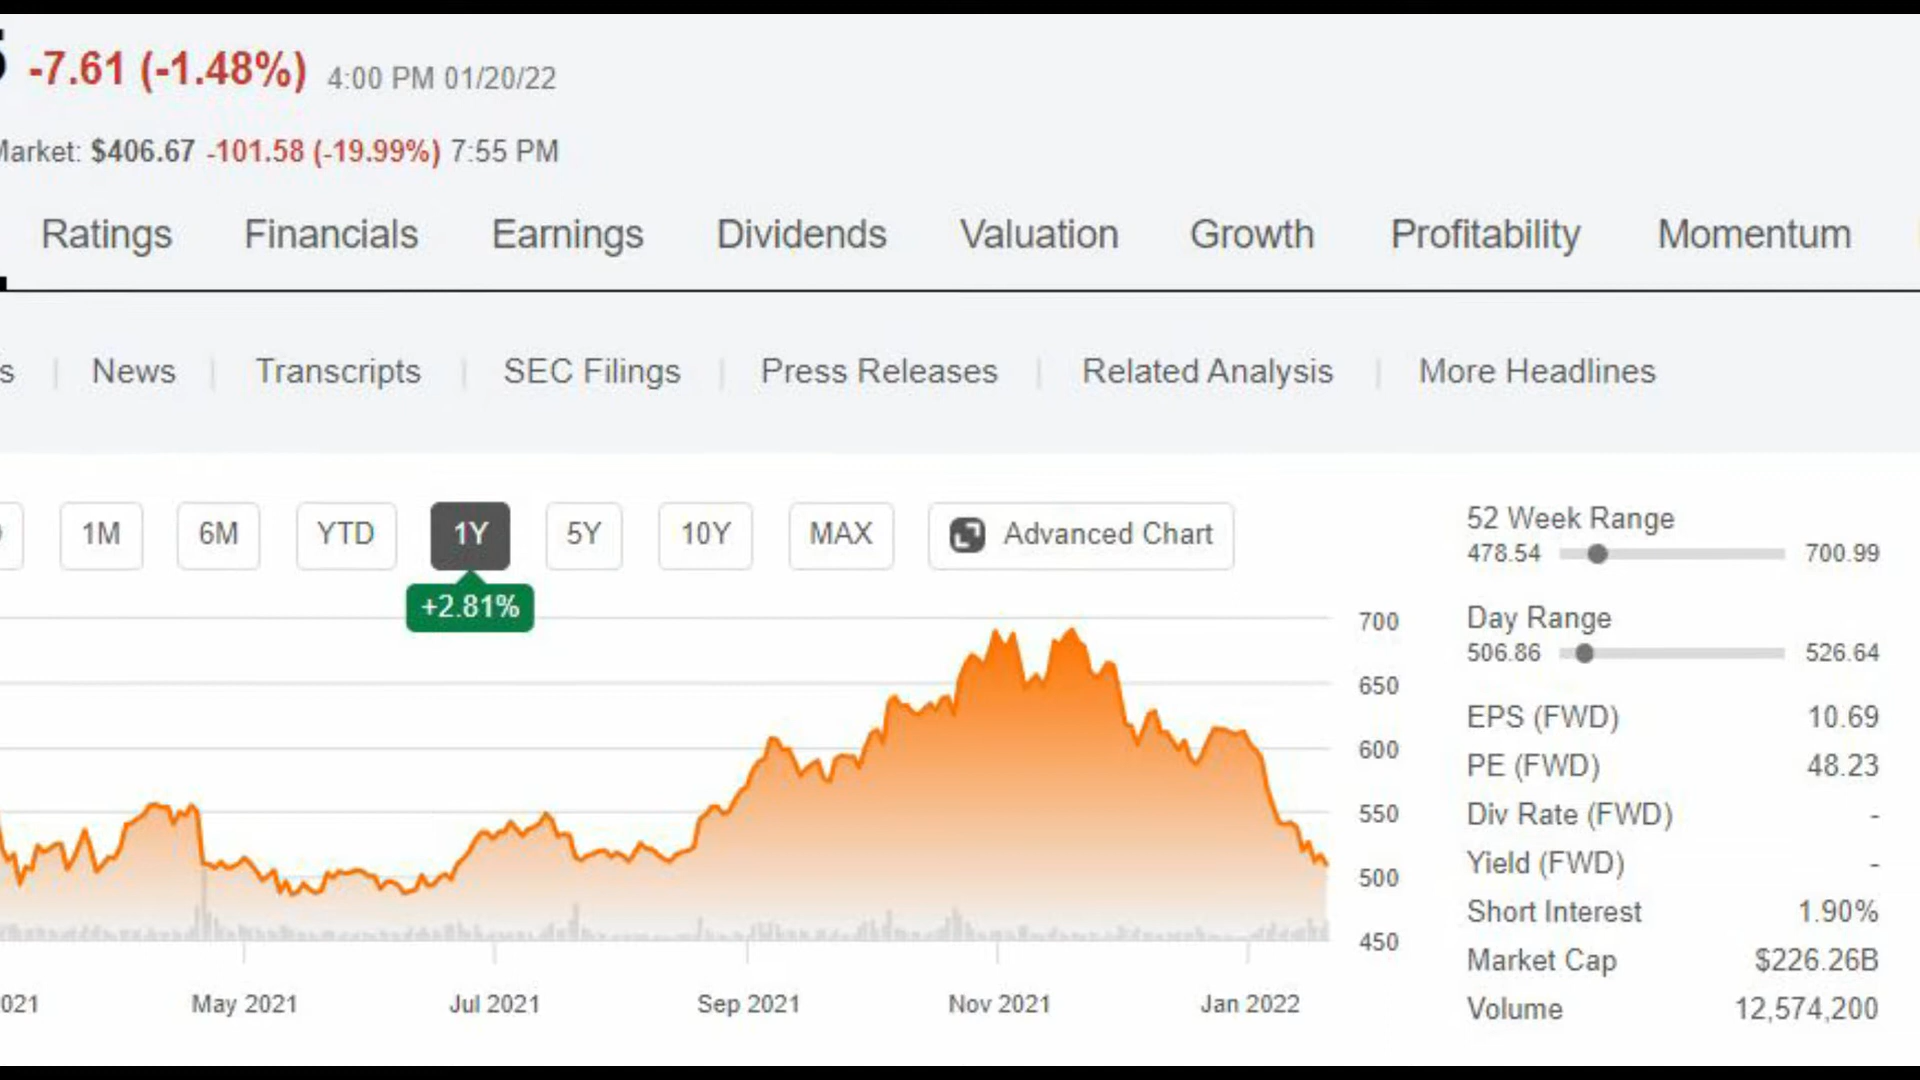 5 -7.61 (-1.48%) 4:00 PM 01/20/22
Market: $406.67 -101.58 (-19.99%) 7:55 PM
Ratings Financials Earnings Dividends Valuation Growth Profitability Momentum
s | News | Transcripts | SEC Filings | Press Releases | Related Analysis | More Headlines
1M 6M YTD 1Y 5Y 10Y MAX Advanced Chart
+2.81%
700
650
600
550
500
450
021 May 2021 Jul 2021 Sep 2021 Nov 2021 Jan 2022
52 Week Range
478.54 700.99
Day Range
506.86 526.64
EPS (FWD) 10.69
PE (FWD) 48.23
Div Rate (FWD) -
Yield (FWD) -
Short Interest 1.90%
Market Cap $226.26B
Volume 12,574,200